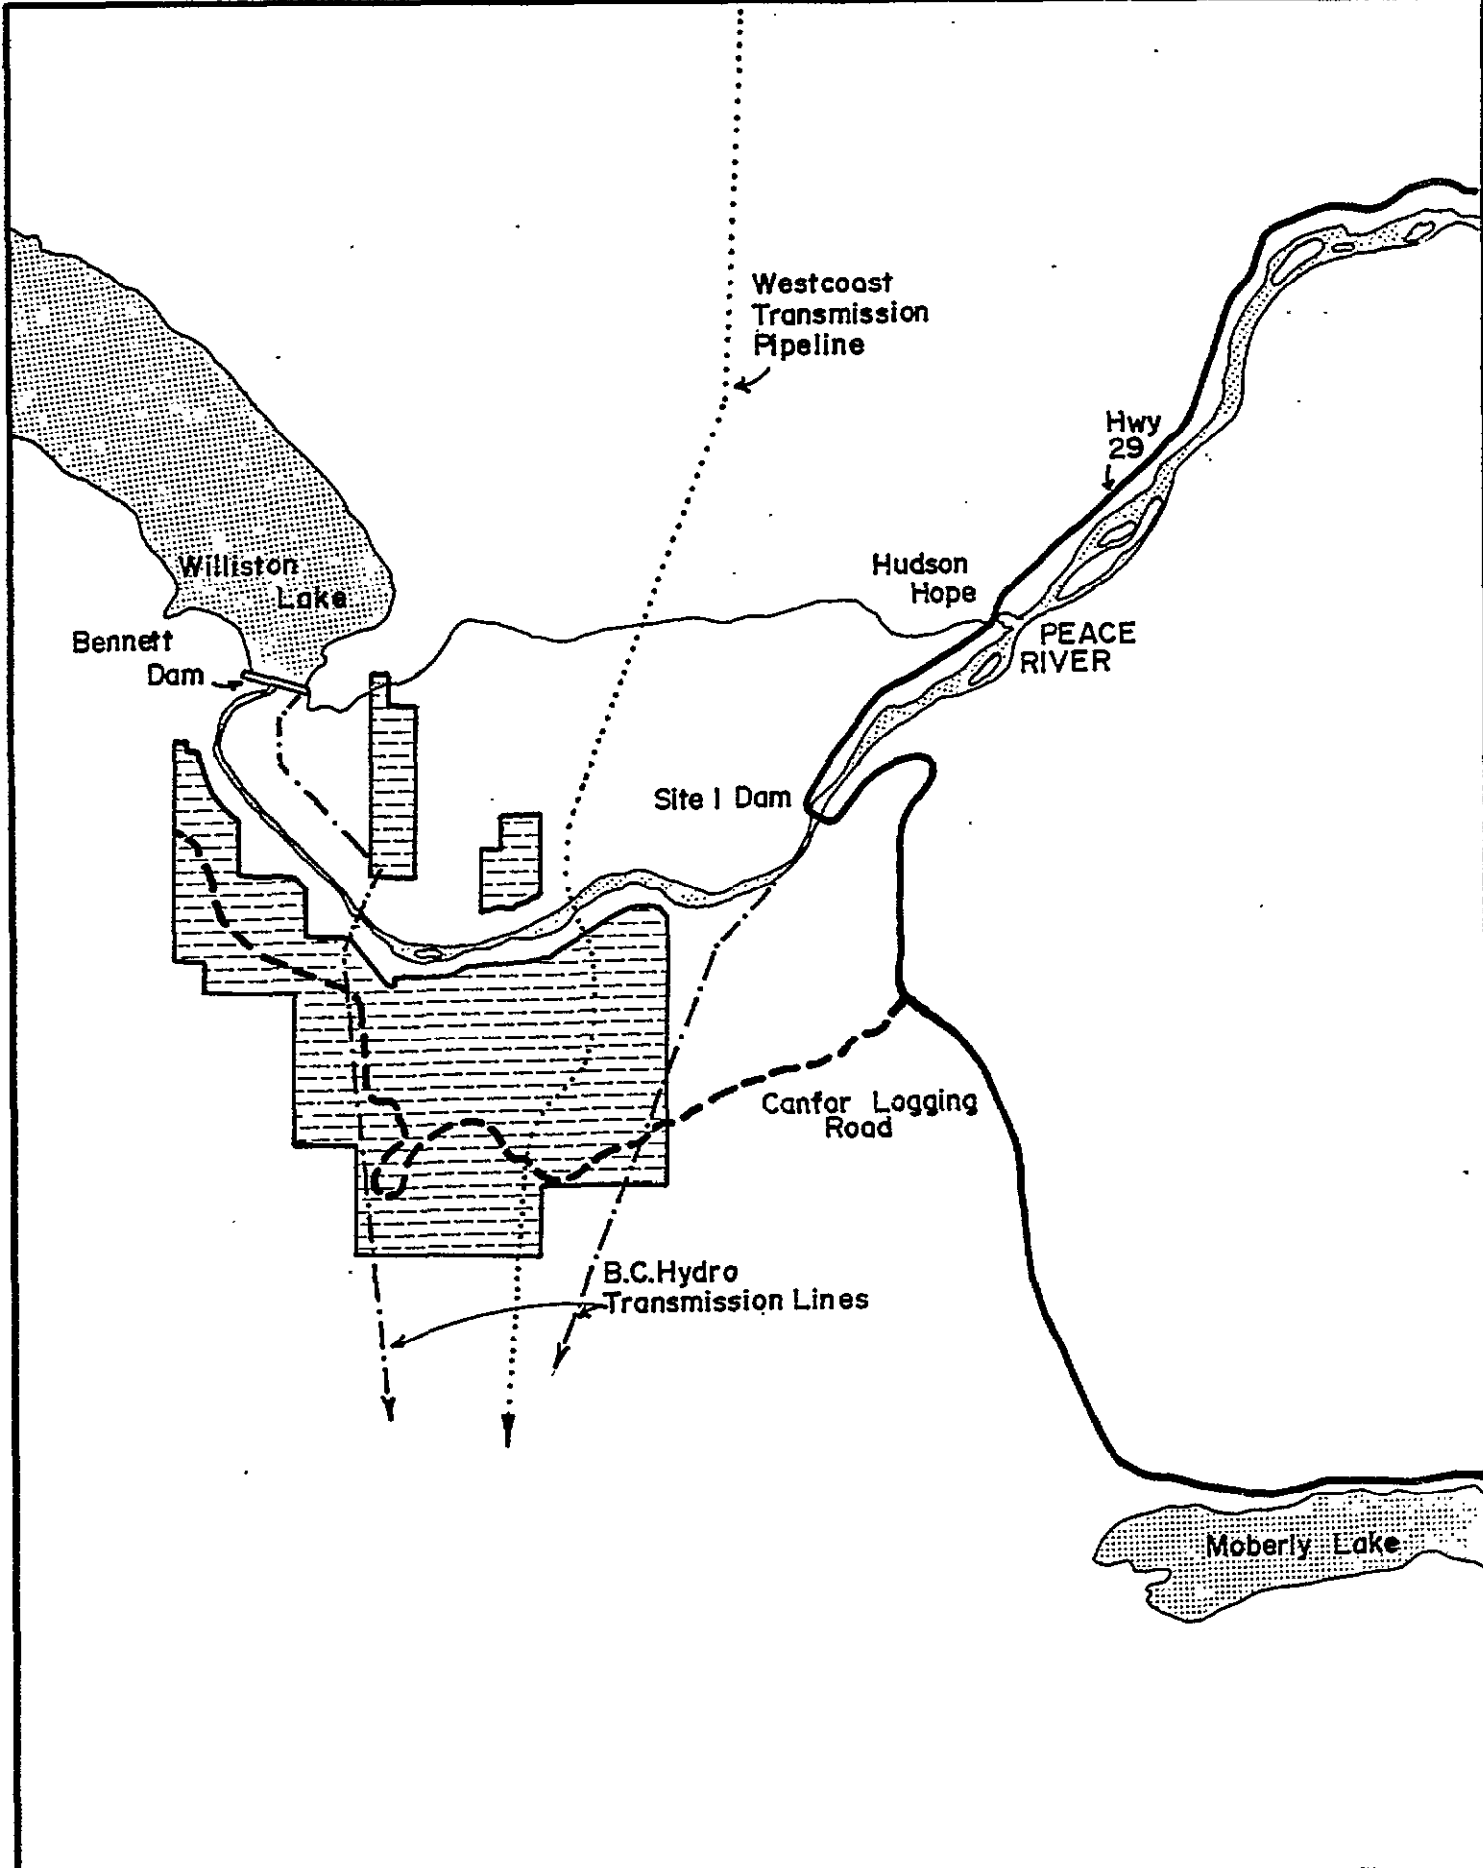 Westcoast
Transmission
Pipeline
Hwy
29
Hudson
Hope
PEACE
RIVER
Williston
Lake
Bennett
Dam
Site 1 Dam
Canfor Logging
Road
B.C.Hydro
Transmission Lines
Moberly Lake